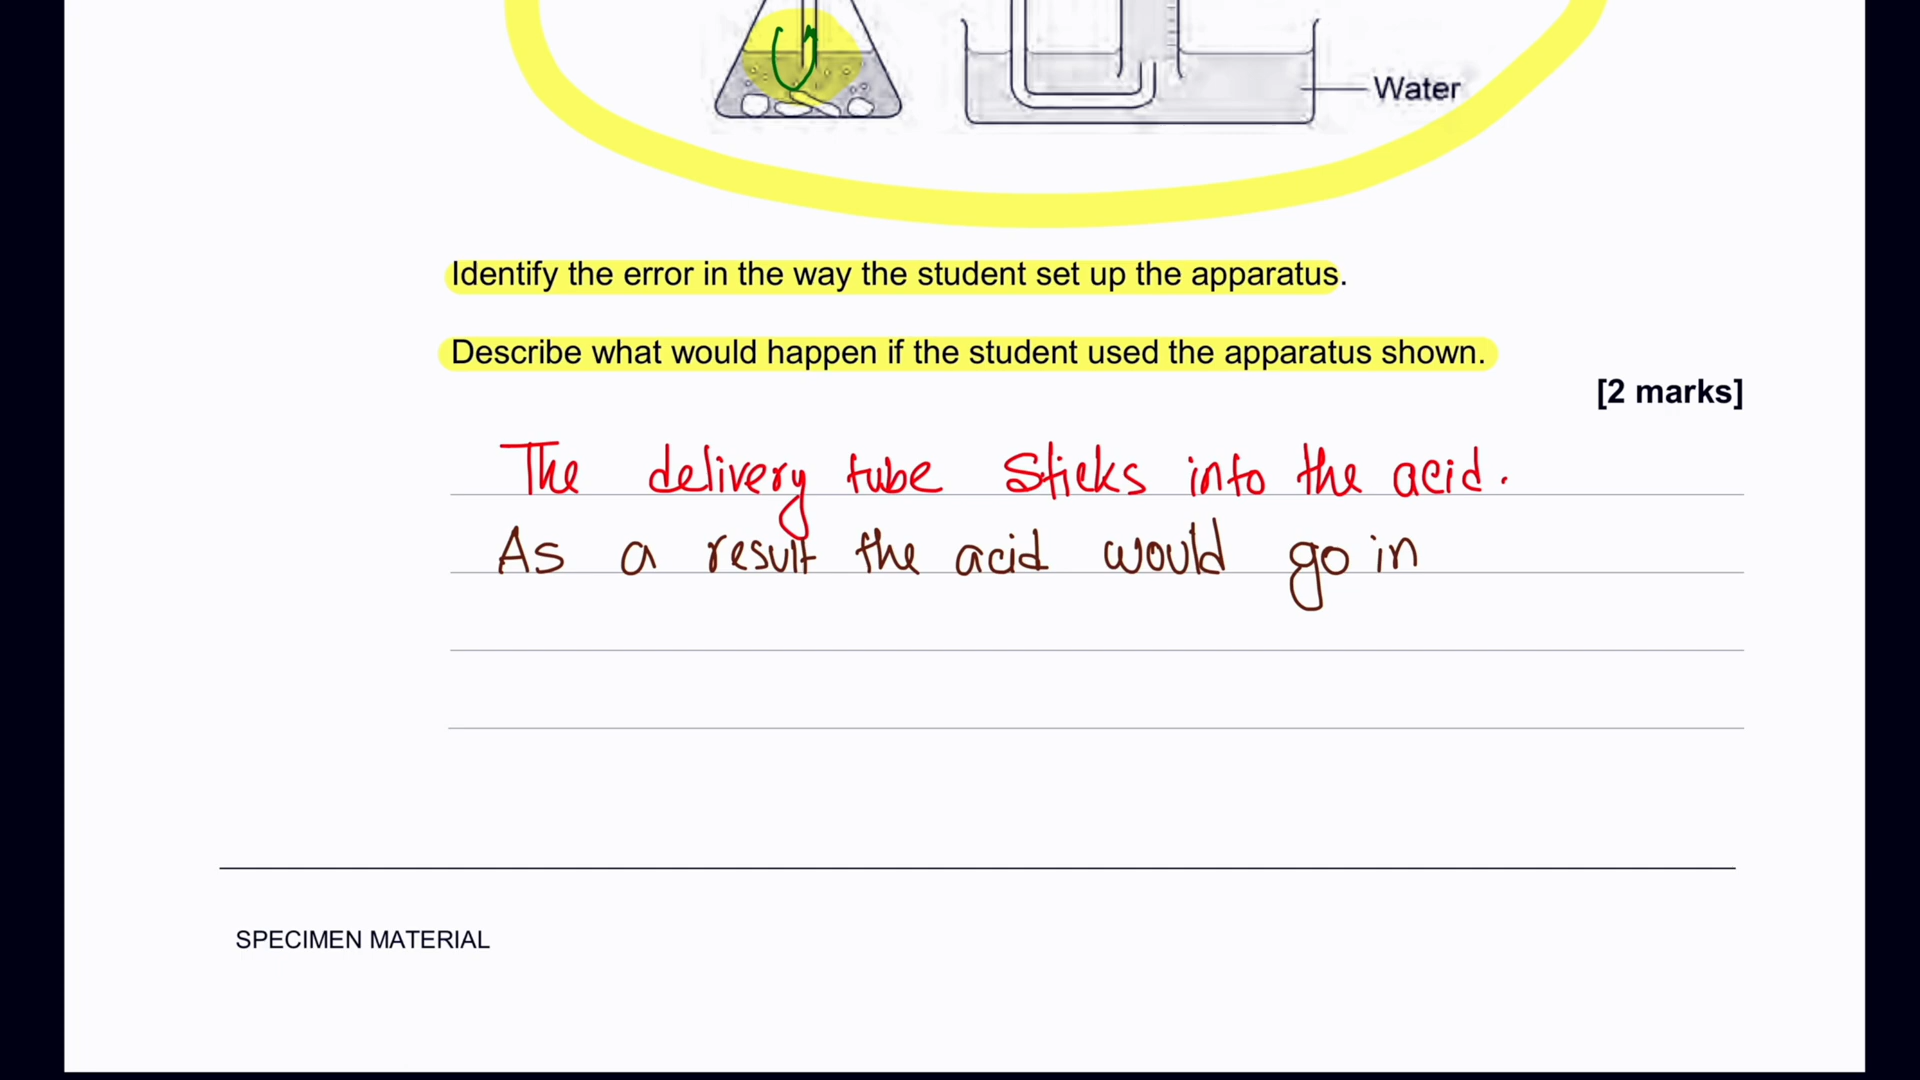 Water
Identify the error in the way the student set up the apparatus.
Describe what would happen if the student used the apparatus shown.
[2 marks]
The delivery tube sticks into the acid.
As a result the acid would go in
SPECIMEN MATERIAL